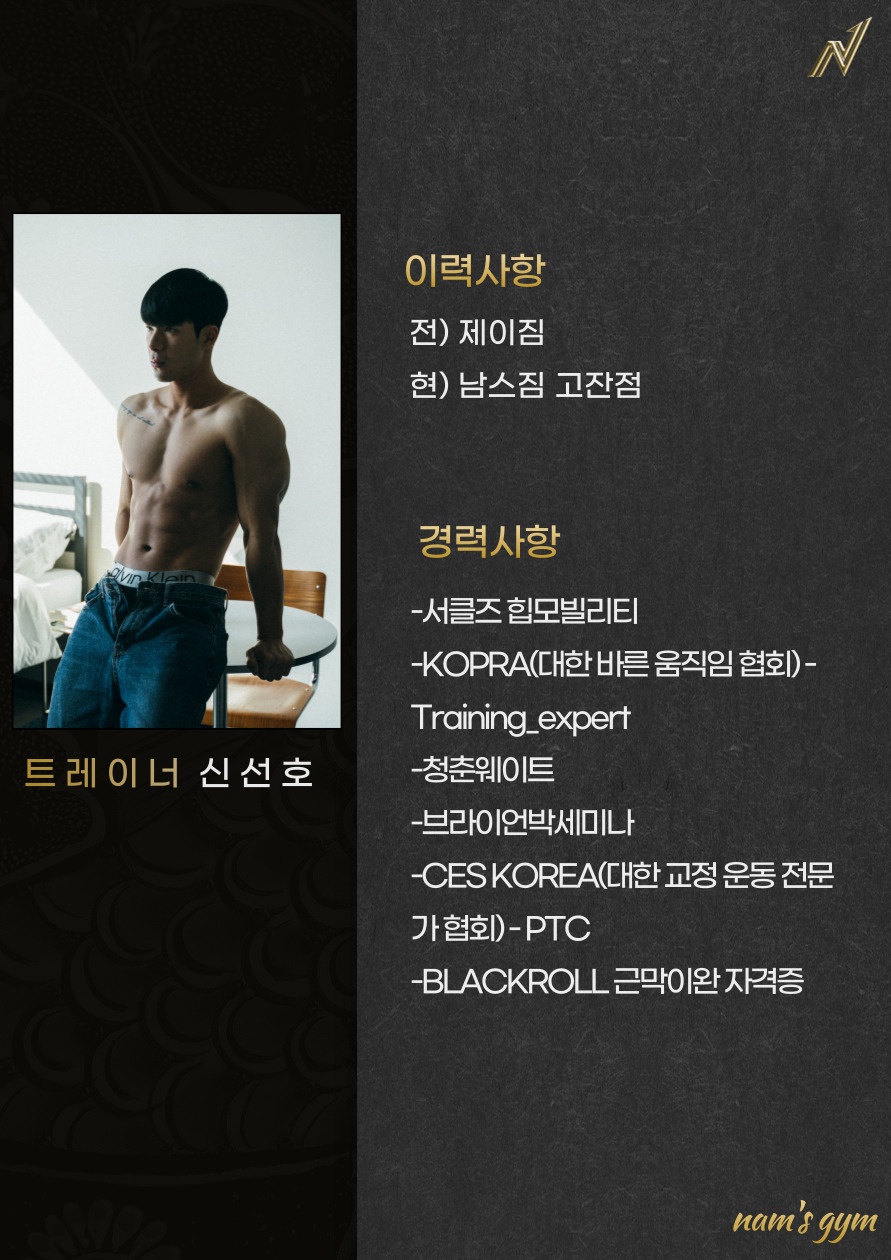 이력사항
전) 제이짐
현) 남스짐 고잔점
경력사항
-서클즈 힙모빌리티
-KOPRA(대한 바른 움직임 협회) -
Training_expert
-청춘웨이트
-브라이언박세미나
-CES KOREA(대한 교정 운동 전문
가 협회) - PTC
-BLACKROLL 근막이완 자격증
트레이너 신선호
nam's gym